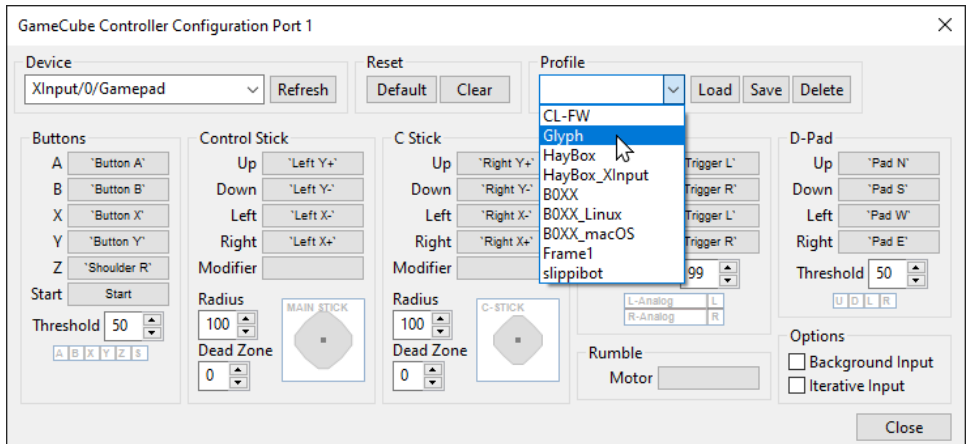 GameCube Controller Configuration Port 1
Device
XInput/0/Gamepad
Refresh
Reset
Default
Clear
Profile
Load
Save
Delete
CL-FW
Glyph
HayBox
HayBox_XInput
B0XX
B0XX_Linux
B0XX_macOS
Frame1
slippibot
Buttons
A `Button A`
B `Button B`
X `Button X`
Y `Button Y`
Z `Shoulder R`
Start Start
Threshold 50
A B X Y Z S
Control Stick
Up `Left Y+`
Down `Left Y-`
Left `Left X-`
Right `Left X+`
Modifier
Radius
100
Dead Zone
0
MAIN STICK
C Stick
Up `Right Y+`
Down `Right Y-`
Left `Right X-`
Right `Right X+`
Modifier
Radius
100
Dead Zone
0
C-STICK
Trigger L`
Trigger R`
Trigger L`
Trigger R`
99
L-Analog L
R-Analog R
Rumble
Motor
D-Pad
Up `Pad N`
Down `Pad S`
Left `Pad W`
Right `Pad E`
Threshold 50
U D L R
Options
Background Input
Iterative Input
Close